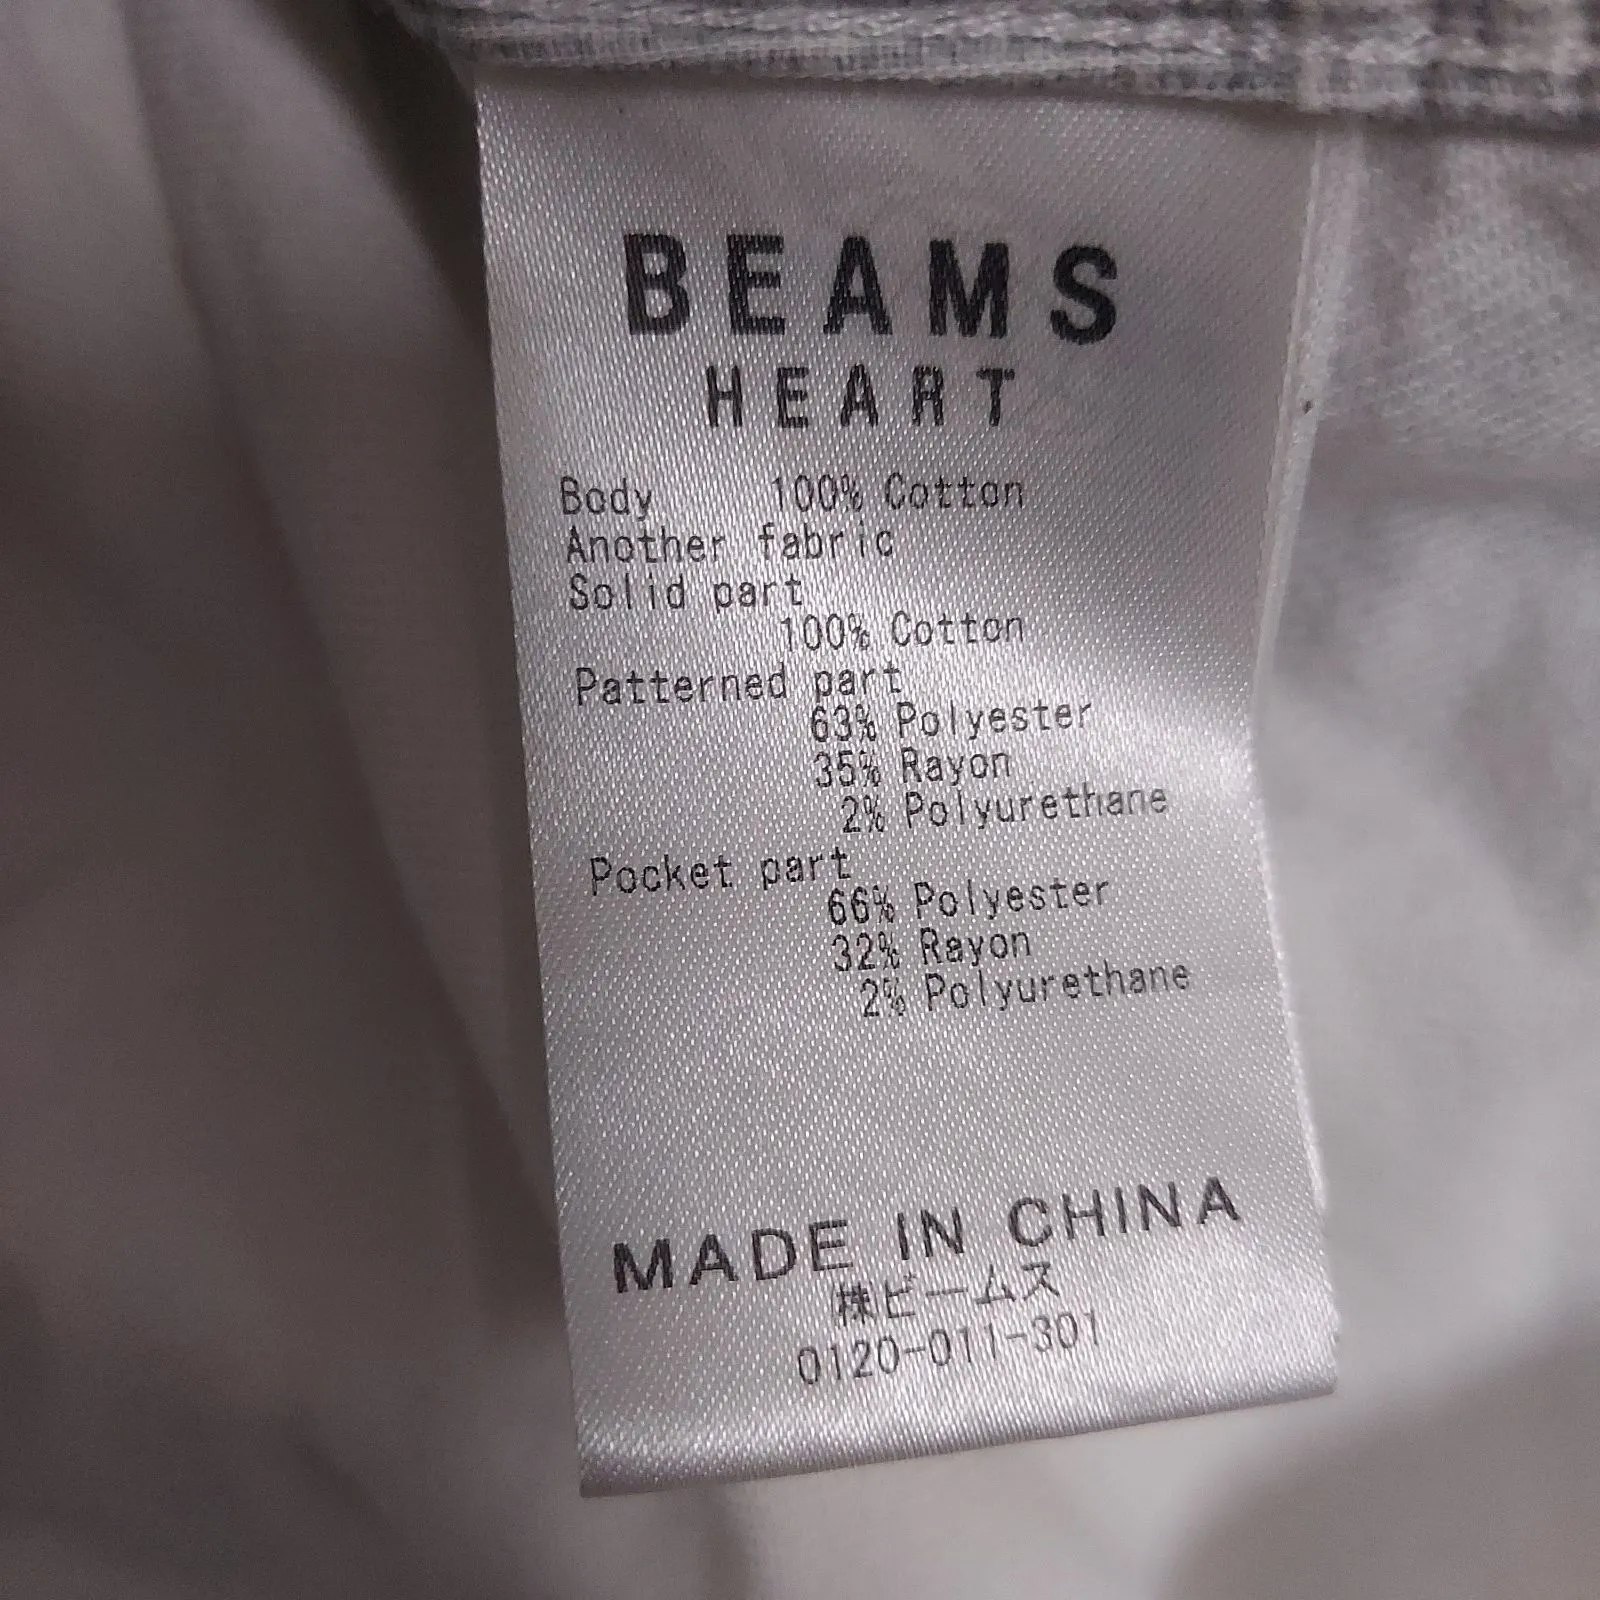 BEAMS
HEART
Body 100% Cotton
Another fabric
Solid part
100% Cotton
Patterned part
63% Polyester
35% Rayon
2% Polyurethane
Pocket part
66% Polyester
32% Rayon
2% Polyurethane
MADE IN CHINA
㈱ビームス
0120-011-301